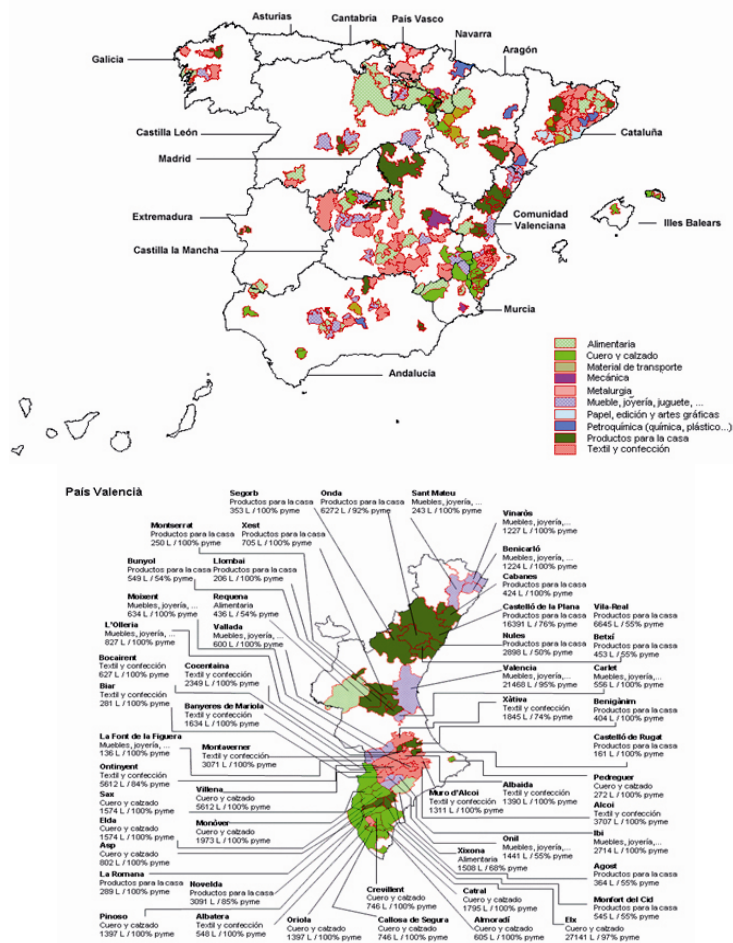 Asturias
Cantabria
País Vasco
Navarra
Aragón
Galicia
Castilla León
Cataluña
Madrid
Extremadura
Comunidad
Valenciana
Illes Balears
Castilla la Mancha
Murcia
Andalucía
Alimentaria
Cuero y calzado
Material de transporte
Mecánica
Metalurgia
Mueble, joyería, juguete, ...
Papel, edición y artes gráficas
Petroquímica (química, plástico...)
Productos para la casa
Textil y confección
País Valencià
Segorb
Productos para la casa
353 L / 100% pyme
Onda
Productos para la casa
6272 L / 92% pyme
Sant Mateu
Muebles, joyería,...
243 L / 100% pyme
Vinaròs
Muebles, joyería,...
1227 L / 100% pyme
Montserrat
Productos para la casa
250 L / 100% pyme
Xest
Productos para la casa
705 L / 100% pyme
Benicarló
Muebles, joyería,...
1224 L / 100% pyme
Bunyol
Productos para la casa
549 L / 54% pyme
Llombai
Productos para la casa
206 L / 100% pyme
Cabanes
Productos para la casa
424 L / 100% pyme
Moixent
Muebles, joyería, ...
634 L / 100% pyme
Requena
Alimentaria
436 L / 54% pyme
Castelló de la Plana
Productos para la casa
16391 L / 76% pyme
Vila-Real
Productos para la casa
6645 L / 55% pyme
L'Olleria
Muebles, joyería, ...
827 L / 100% pyme
Vallada
Muebles, joyería, ...
600 L / 100% pyme
Nules
Productos para la casa
2898 L / 50% pyme
Betxí
Productos para la casa
453 L / 55% pyme
Bocairent
Textil y confección
627 L / 100% pyme
Cocentaina
Textil y confección
2349 L / 100% pyme
Valencia
Muebles, joyería,...
21468 L / 95% pyme
Carlet
Muebles, joyería,...
556 L / 100% pyme
Biar
Textil y confección
281 L / 100% pyme
Banyeres de Mariola
Textil y confección
1634 L / 100% pyme
Xàtiva
Textil y confección
1845 L / 74% pyme
Benigànim
Productos para la casa
404 L / 100% pyme
La Font de la Figuera
Muebles, joyería, ...
136 L / 100% pyme
Montaverner
Textil y confección
3071 L / 100% pyme
Castelló de Rugat
Productos para la casa
161 L / 100% pyme
Ontinyent
Textil y confección
5612 L / 84% pyme
Villena
Cuero y calzado
5612 L / 100% pyme
Muro d'Alcoi
Textil y confección
1311 L / 100% pyme
Albaida
Textil y confección
1390 L / 100% pyme
Pedreguer
Cuero y calzado
272 L / 100% pyme
Sax
Cuero y calzado
1574 L / 100% pyme
Alcoi
Textil y confección
3707 L / 100% pyme
Elda
Cuero y calzado
1574 L / 100% pyme
Monòver
Cuero y calzado
1973 L / 100% pyme
Onil
Muebles, joyería,...
1441 L / 55% pyme
Ibi
Muebles, joyería,...
2714 L / 100% pyme
Asp
Cuero y calzado
802 L / 100% pyme
Xixona
Alimentaria
1508 L / 68% pyme
Agost
Productos para la casa
364 L / 55% pyme
La Romana
Productos para la casa
289 L / 100% pyme
Novelda
Productos para la casa
3091 L / 85% pyme
Crevillent
Cuero y calzado
746 L / 100% pyme
Catral
Cuero y calzado
1795 L / 100% pyme
Monfort del Cid
Productos para la casa
545 L / 55% pyme
Pinoso
Cuero y calzado
1397 L / 100% pyme
Albatera
Textil y confección
548 L / 100% pyme
Oriola
Cuero y calzado
1397 L / 100% pyme
Callosa de Segura
Cuero y calzado
746 L / 100% pyme
Almoradí
Cuero y calzado
605 L / 100% pyme
Elx
Cuero y calzado
27141 L / 97% pyme